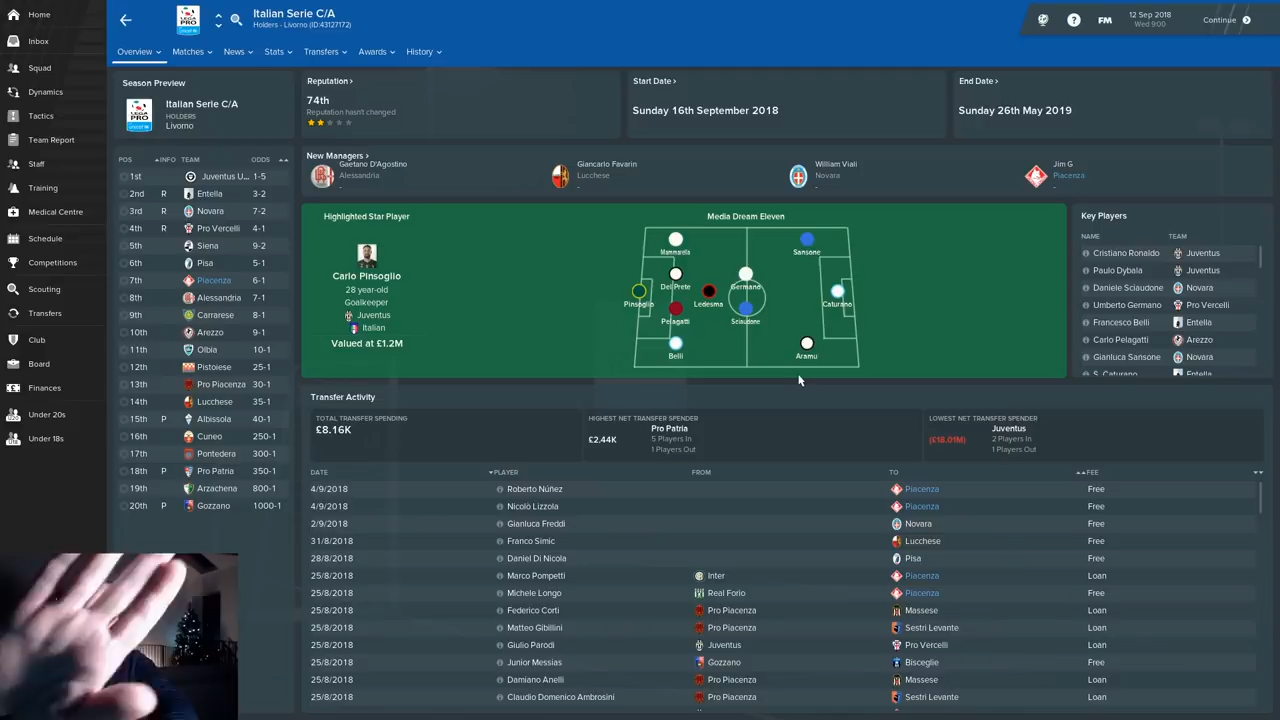 Home
Inbox
Squad
Dynamics
Tactics
Team Report
Staff
Training
Medical Centre
Schedule
Competitions
Scouting
Transfers
Club
Board
Finances
Under 20s
Under 18s
Italian Serie C/A
Holders - Livorno (ID:43127172)
FM
12 Sep 2018
Wed 9:00
Continue
Overview Matches News Stats Transfers Awards History
Season Preview
Italian Serie C/A
HOLDERS
Livorno
POS INFO TEAM ODDS
1st Juventus U... 1-5
2nd R Entella 3-2
3rd R Novara 7-2
4th R Pro Vercelli 4-1
5th Siena 9-2
6th Pisa 5-1
7th Piacenza 6-1
8th Alessandria 7-1
9th Carrarese 8-1
10th Arezzo 9-1
11th Olbia 10-1
12th Pistoiese 25-1
13th Pro Piacenza 30-1
14th Lucchese 35-1
15th P Albissola 40-1
16th Cuneo 250-1
17th Pontedera 300-1
18th P Pro Patria 350-1
19th Arzachena 800-1
20th P Gozzano 1000-1
Reputation
74th
Reputation hasn't changed
Start Date
Sunday 16th September 2018
End Date
Sunday 26th May 2019
New Managers
Gaetano D'Agostino
Alessandria
-
Giancarlo Favarin
Lucchese
-
William Viali
Novara
-
Jim G
Piacenza
-
Highlighted Star Player
Carlo Pinsoglio
28 year-old
Goalkeeper
Juventus
Italian
Valued at £1.2M
Media Dream Eleven
Mammarella
Sansone
Del Prete
Germano
Pinsoglio
Ledesma
Caturano
Pelagatti
Sciaudone
Belli
Aramu
Key Players
NAME TEAM
Cristiano Ronaldo Juventus
Paulo Dybala Juventus
Daniele Sciaudone Novara
Umberto Germano Pro Vercelli
Francesco Belli Entella
Carlo Pelagatti Arezzo
Gianluca Sansone Novara
S. Caturano Entella
Transfer Activity
TOTAL TRANSFER SPENDING
£8.16K
HIGHEST NET TRANSFER SPENDER
£2.44K
Pro Patria
5 Players In
1 Players Out
LOWEST NET TRANSFER SPENDER
(£18.01M)
Juventus
2 Players In
1 Players Out
DATE PLAYER FROM TO FEE
4/9/2018 Roberto Núñez Piacenza Free
4/9/2018 Nicolò Lizzola Piacenza Free
2/9/2018 Gianluca Freddi Novara Free
31/8/2018 Franco Simic Lucchese Free
28/8/2018 Daniel Di Nicola Pisa Free
25/8/2018 Marco Pompetti Inter Piacenza Loan
25/8/2018 Michele Longo Real Forio Piacenza Free
25/8/2018 Federico Corti Pro Piacenza Massese Loan
25/8/2018 Matteo Gibillini Pro Piacenza Sestri Levante Loan
25/8/2018 Giulio Parodi Juventus Pro Vercelli Loan
25/8/2018 Junior Messias Gozzano Bisceglie Free
25/8/2018 Damiano Anelli Pro Piacenza Massese Loan
25/8/2018 Claudio Domenico Ambrosini Pro Piacenza Sestri Levante Loan